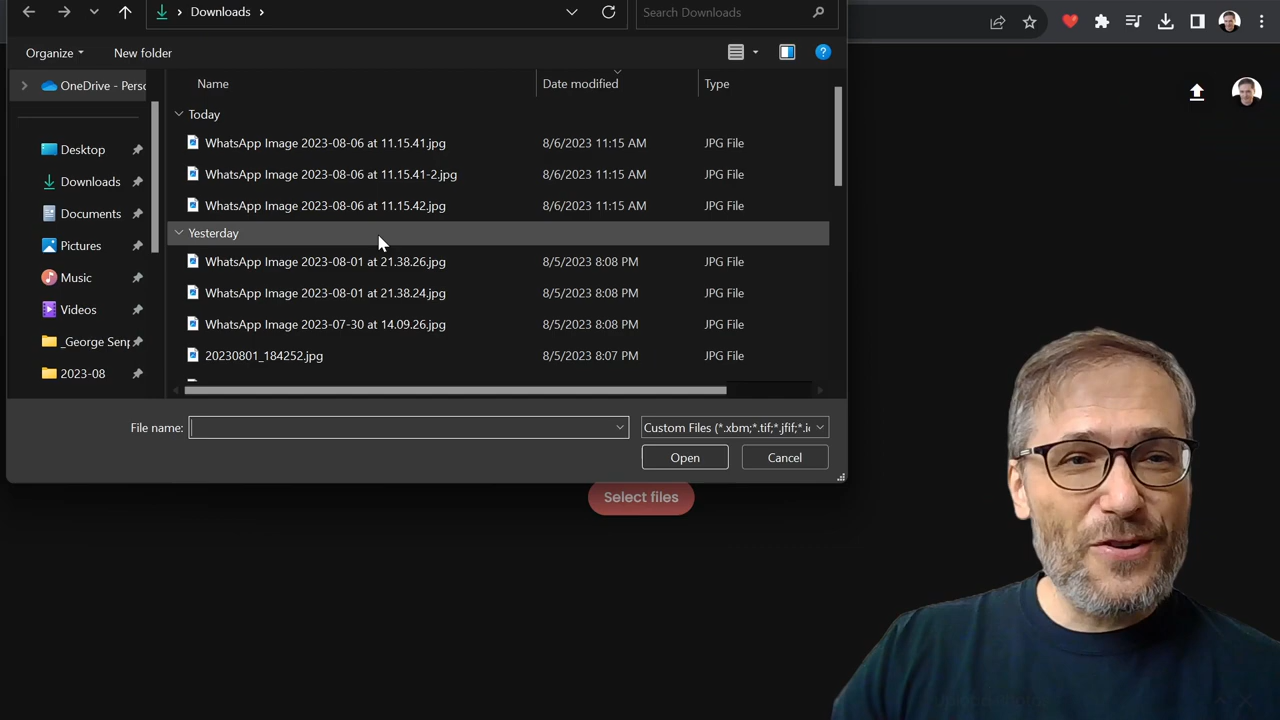 Downloads
Search Downloads
Organize
New folder
OneDrive - Perso
Name
Date modified
Type
Today
WhatsApp Image 2023-08-06 at 11.15.41.jpg 8/6/2023 11:15 AM JPG File
Desktop
WhatsApp Image 2023-08-06 at 11.15.41-2.jpg 8/6/2023 11:15 AM JPG File
Downloads
WhatsApp Image 2023-08-06 at 11.15.42.jpg 8/6/2023 11:15 AM JPG File
Documents
Yesterday
Pictures
WhatsApp Image 2023-08-01 at 21.38.26.jpg 8/5/2023 8:08 PM JPG File
Music
WhatsApp Image 2023-08-01 at 21.38.24.jpg 8/5/2023 8:08 PM JPG File
Videos
WhatsApp Image 2023-07-30 at 14.09.26.jpg 8/5/2023 8:08 PM JPG File
_George Senp
20230801_184252.jpg 8/5/2023 8:07 PM JPG File
2023-08
File name:
Custom Files (*.xbm;*.tif;*.jfif;*.ic
Open
Cancel
Select files